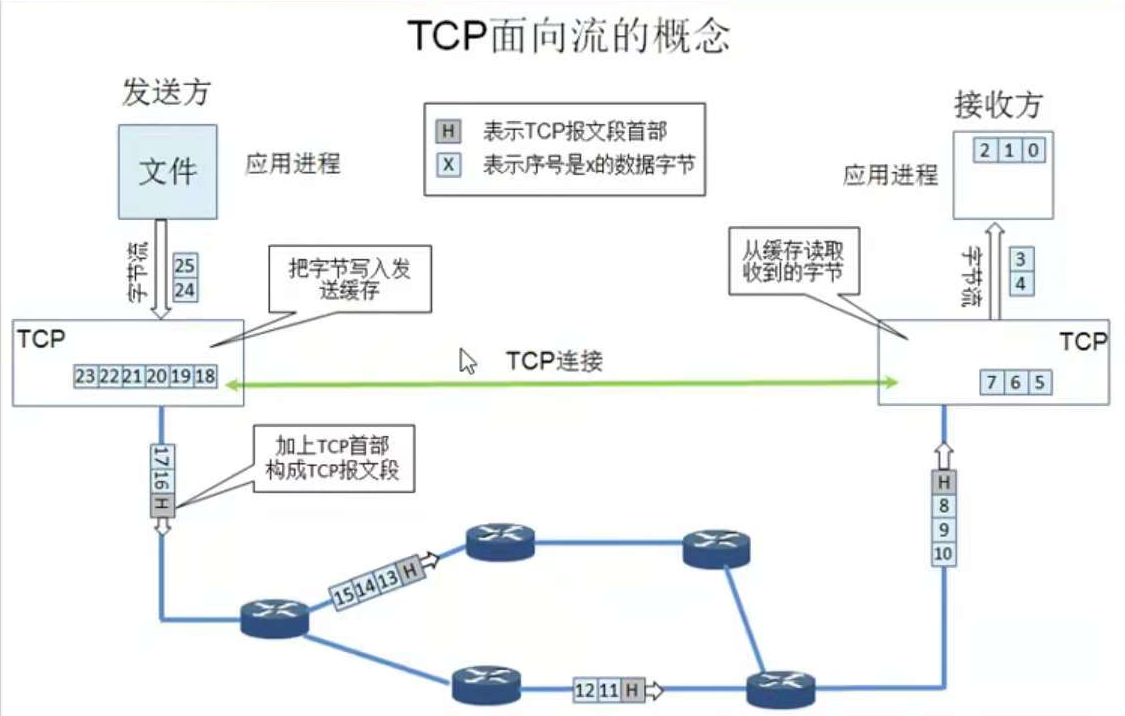 TCP面向流的概念
发送方
接收方
文件
应用进程
H 表示TCP报文段首部
X 表示序号是x的数据字节
应用进程
2 1 0
字节流
25
24
把字节写入发
送缓存
从缓存读取
收到的字节
字节流
3
4
TCP
23 22 21 20 19 18
TCP连接
TCP
7 6 5
17 16 H
加上TCP首部
构成TCP报文段
H
8
9
10
15 14 13 H
12 11 H